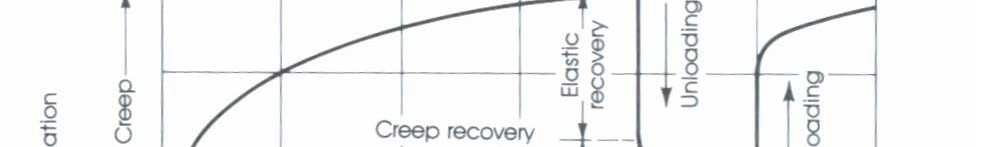 ation
Creep
Creep recovery
Elastic
recovery
Unloading
oading